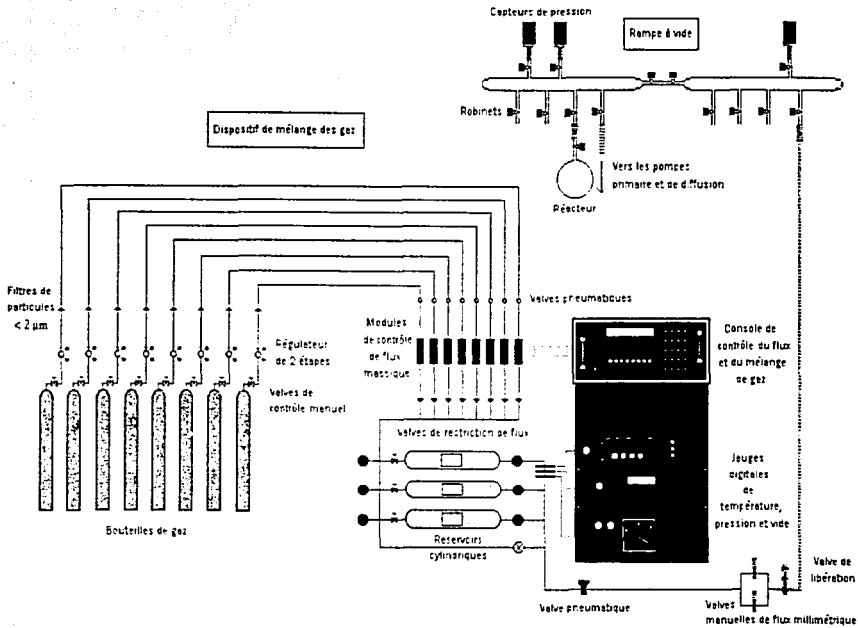 Capteurs de pression
Rampe à vide
Robinets
Dispositif de mélange des gaz
Vers les pompes
primaire et de diffusion
Réacteur
Filtres de
particules
< 2 µm
Valves pneumatiques
Régulateur
de 2 étapes
Modules
de contrôle
de flux
massique
Console de
contrôle du flux
et du mélange
de gaz
Valves de
contrôle manuel
Valves de restriction de flux
Jauges
digitales
de
température,
pression et vide
Bouteilles de gaz
Reservoirs
cylindriques
Valve de
libération
Valve pneumatique
Valves
manuelles de flux millimétrique